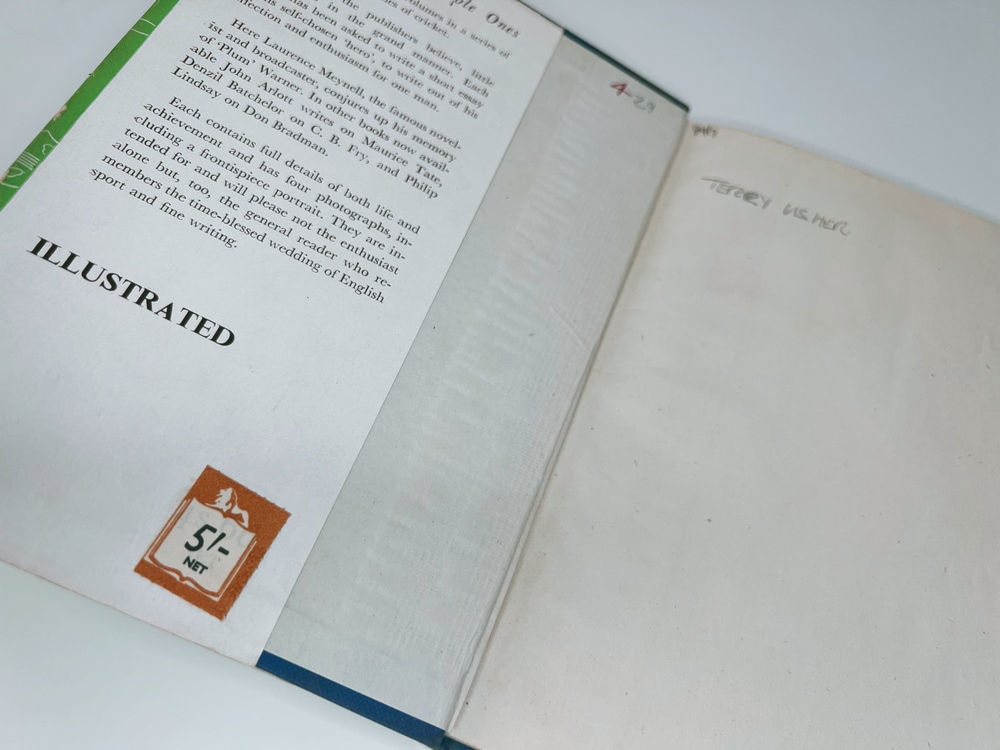 ple Ones
volumes in a series of
es of cricket.
the publishers believe, little
in the grand manner. Each
has been asked to write a short essay
his self-chosen 'hero', to write out of his
affection and enthusiasm for one man.
Here Laurence Meynell, the famous novel-
ist and broadcaster, conjures up his memory
of 'Plum' Warner. In other books now avail-
able John Arlott writes on Maurice Tate,
Denzil Batchelor on C. B. Fry, and Philip
Lindsay on Don Bradman.
Each contains full details of both life and
achievement and has four photographs, in-
cluding a frontispiece portrait. They are in-
tended for and will please not the enthusiast
alone but, too, the general reader who re-
members the time-blessed wedding of English
sport and fine writing.
ILLUSTRATED
5/-
NET
4-29
USHER